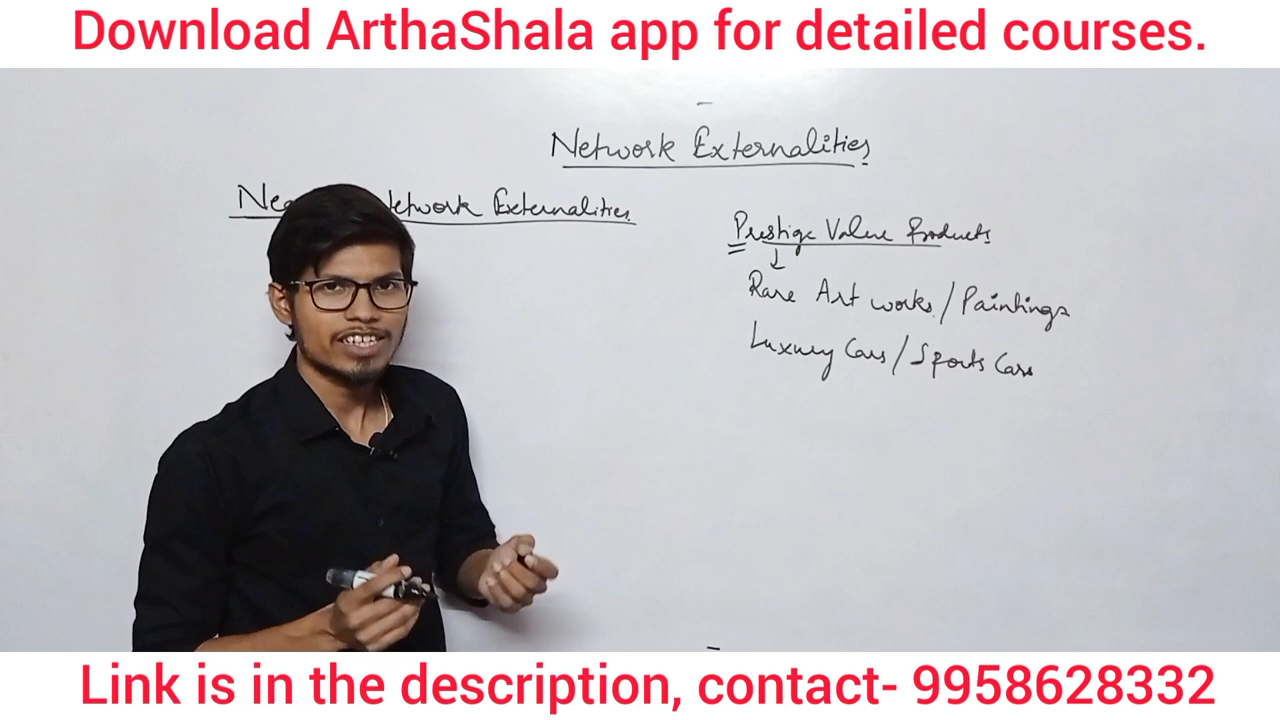 Download ArthaShala app for detailed courses.
Network Externalities
Network Externalities
Prestige Value Products
Rare Art works / Paintings
Luxury Cars / Sports Cars
Link is in the description, contact- 9958628332